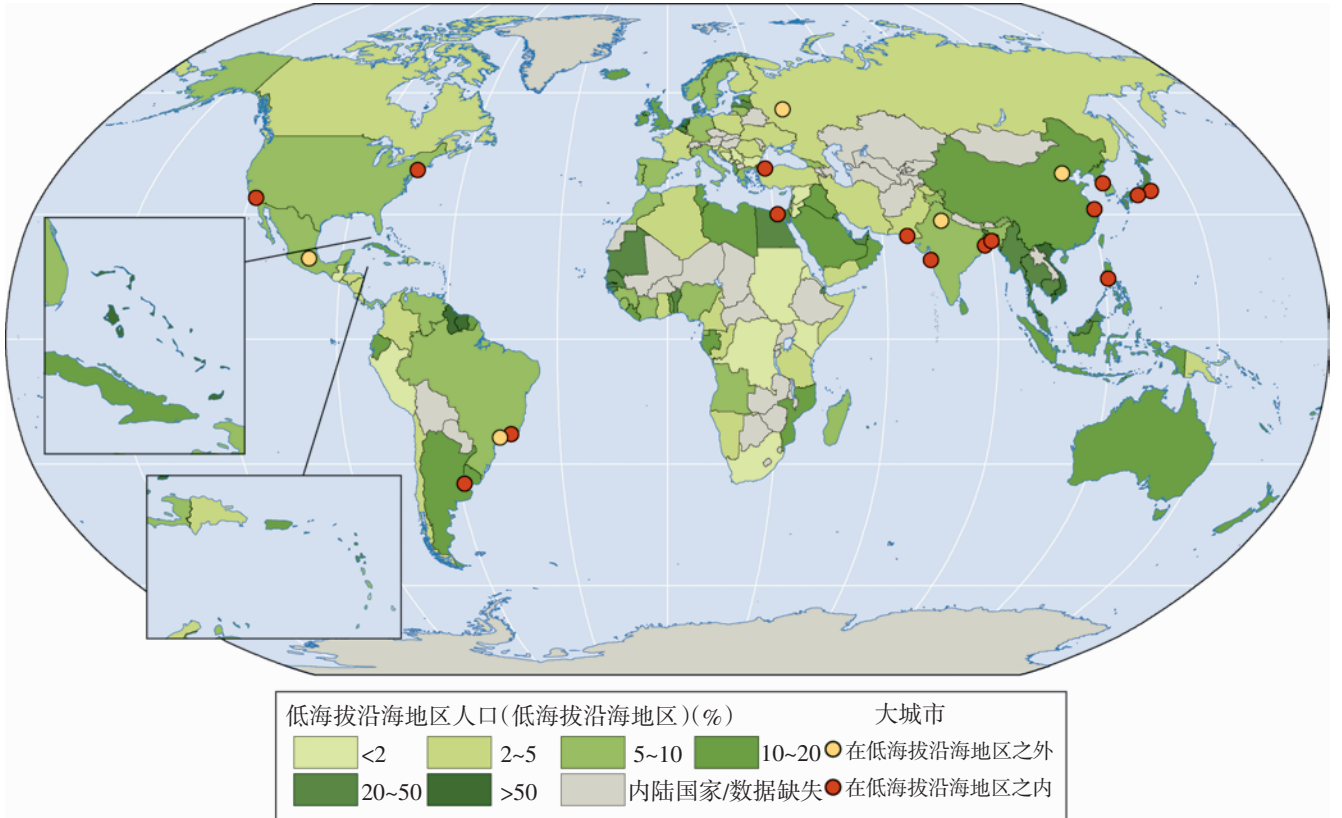 低海拔沿海地区人口(低海拔沿海地区)(%)
大城市
<2
2~5
5~10
10~20
在低海拔沿海地区之外
20~50
>50
内陆国家/数据缺失
在低海拔沿海地区之内